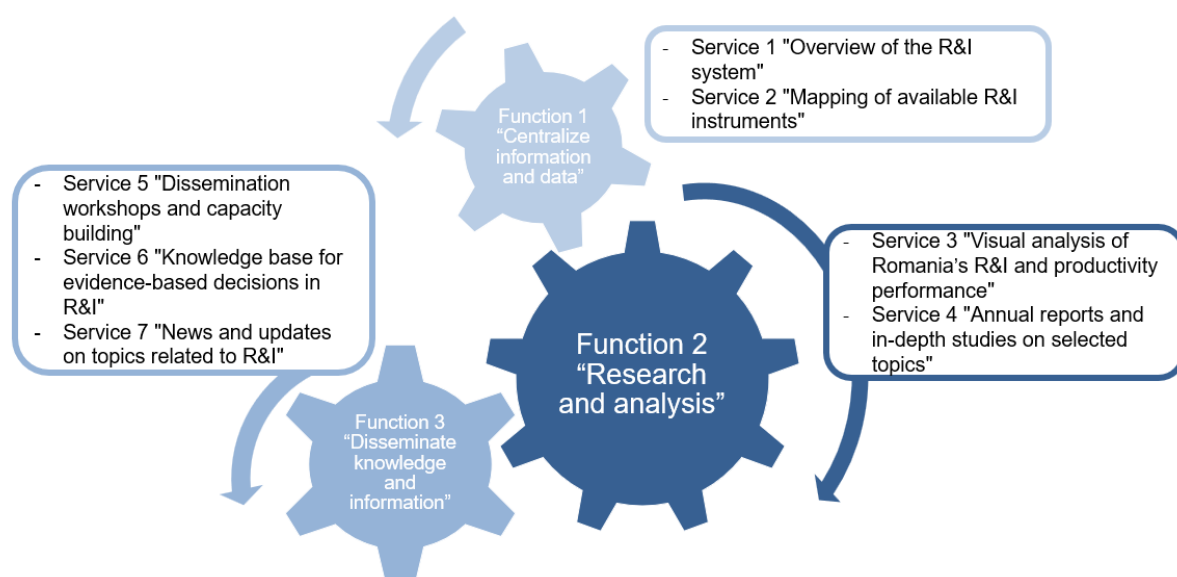 Function 1
“Centralize
information
and data”
- Service 1 "Overview of the R&I
system"
- Service 2 "Mapping of available R&I
instruments"
Function 2
“Research
and analysis”
- Service 3 "Visual analysis of
Romania’s R&I and productivity
performance"
- Service 4 "Annual reports and
in-depth studies on selected
topics"
Function 3
“Disseminate
knowledge
and
information”
- Service 5 "Dissemination
workshops and capacity
building"
- Service 6 "Knowledge base for
evidence-based decisions in
R&I"
- Service 7 "News and updates
on topics related to R&I"